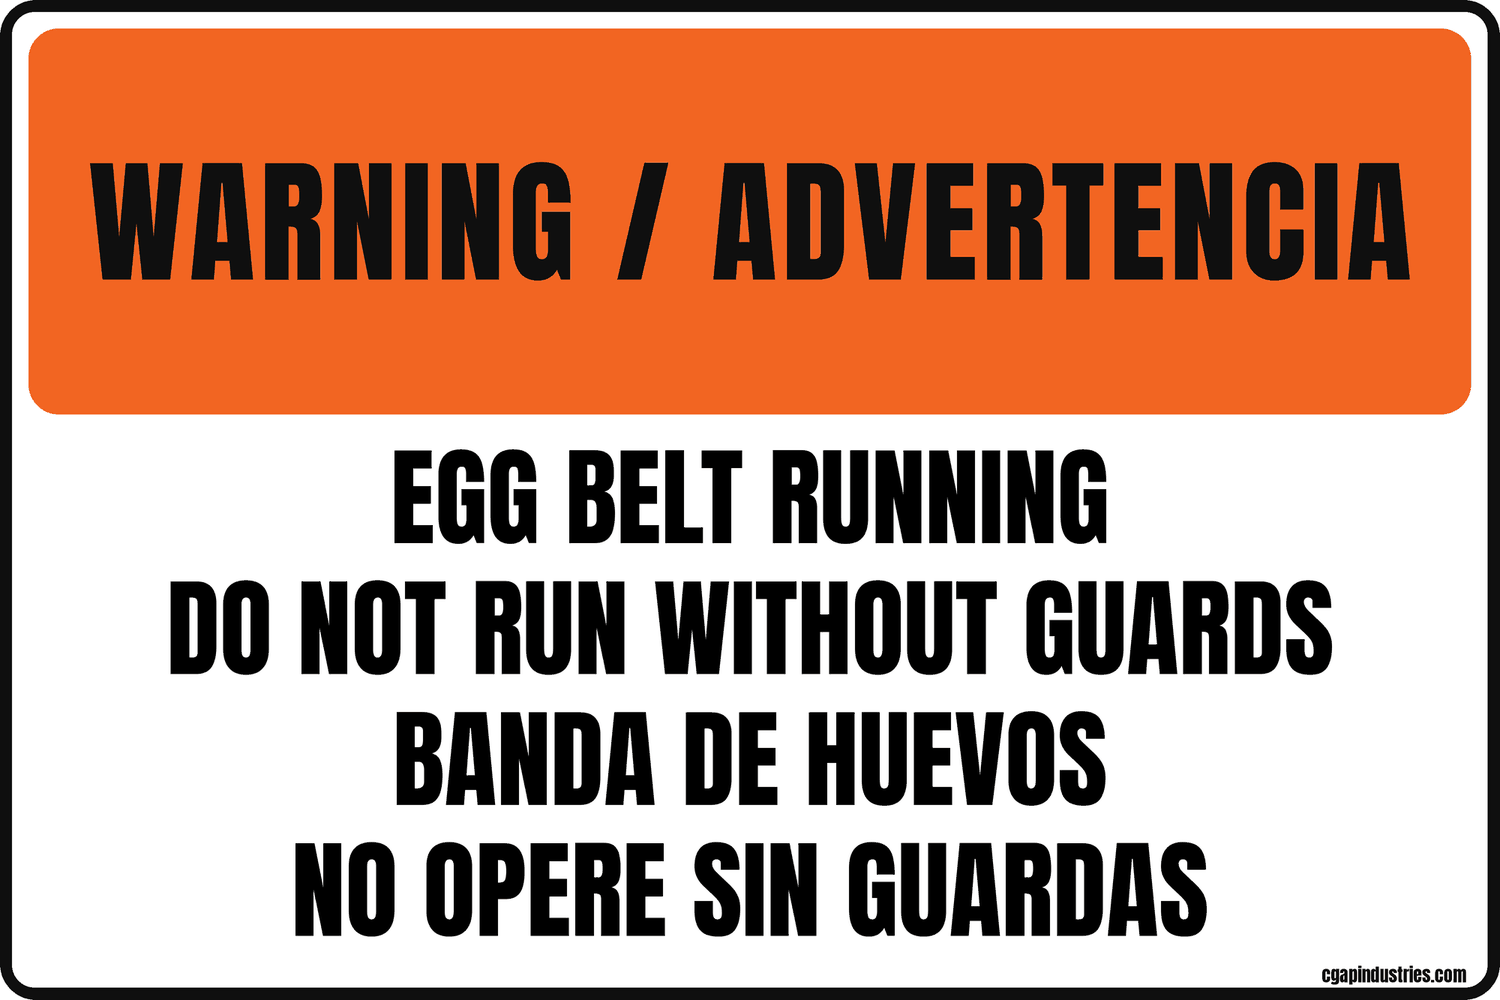 WARNING / ADVERTENCIA
EGG BELT RUNNING
DO NOT RUN WITHOUT GUARDS
BANDA DE HUEVOS
NO OPERE SIN GUARDAS
cgapindustries.com